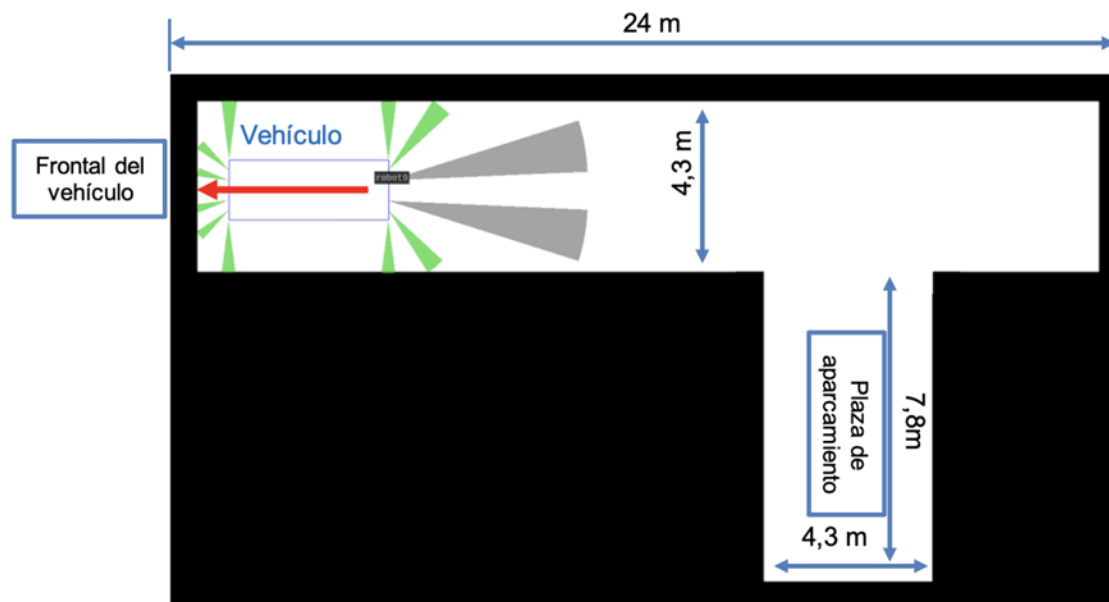 24 m
Vehículo
Frontal del
vehículo
robot0
4,3 m
Plaza de
aparcamiento
7,8m
4,3 m